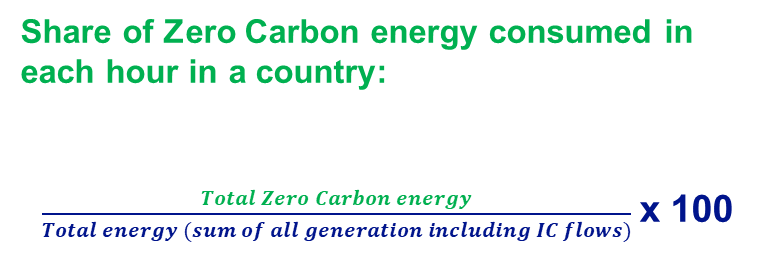 Share of Zero Carbon energy consumed in
each hour in a country:
Total Zero Carbon energy
Total energy (sum of all generation including IC flows)
x 100